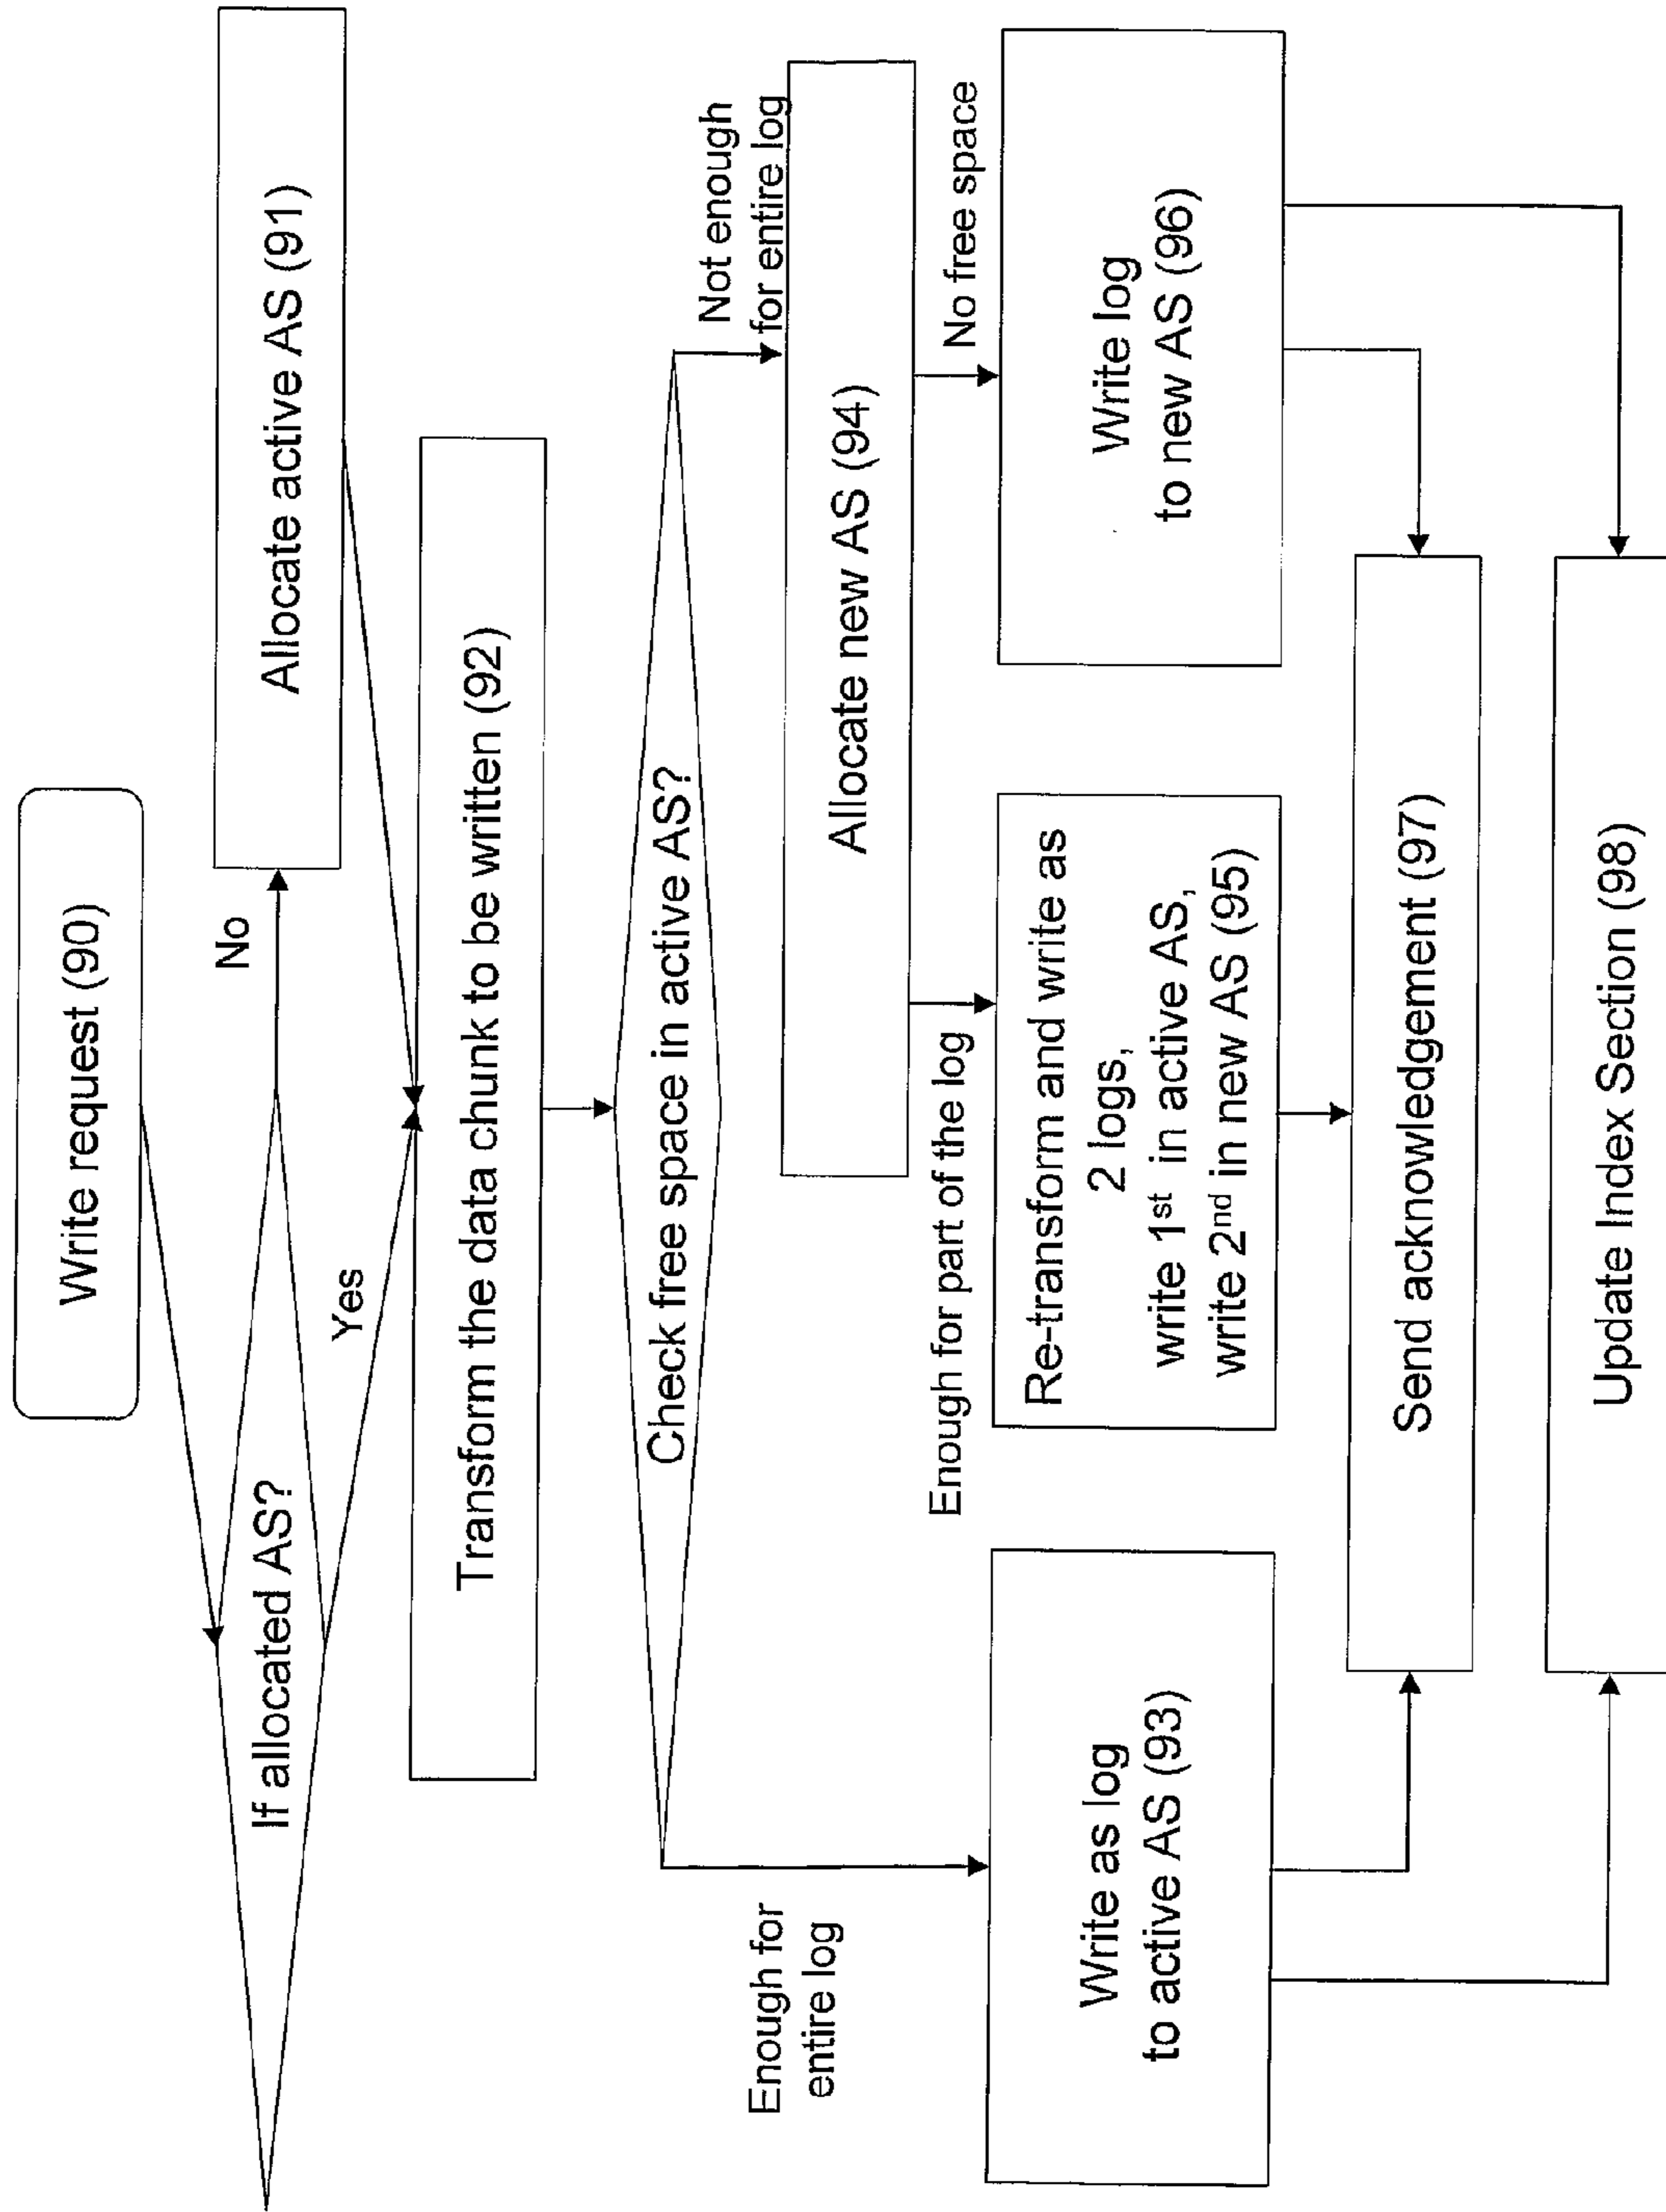 Write request (90)
If allocated AS?
No
Allocate active AS (91)
Yes
Transform the data chunk to be written (92)
Check free space in active AS?
Enough for
entire log
Not enough
for entire log
Allocate new AS (94)
Enough for part of the log
No free space
Write as log
to active AS (93)
Re-transform and write as
2 logs,
write 1st in active AS,
write 2nd in new AS (95)
Write log
to new AS (96)
Send acknowledgement (97)
Update Index Section (98)